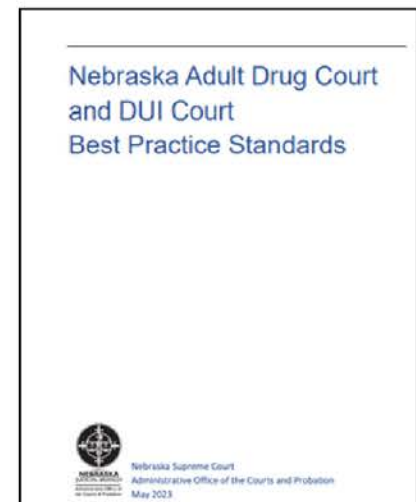 Nebraska Adult Drug Court
and DUI Court
Best Practice Standards
NEBRASKA
Nebraska Supreme Court
Administrative Office of the Courts and Probation
May 2023